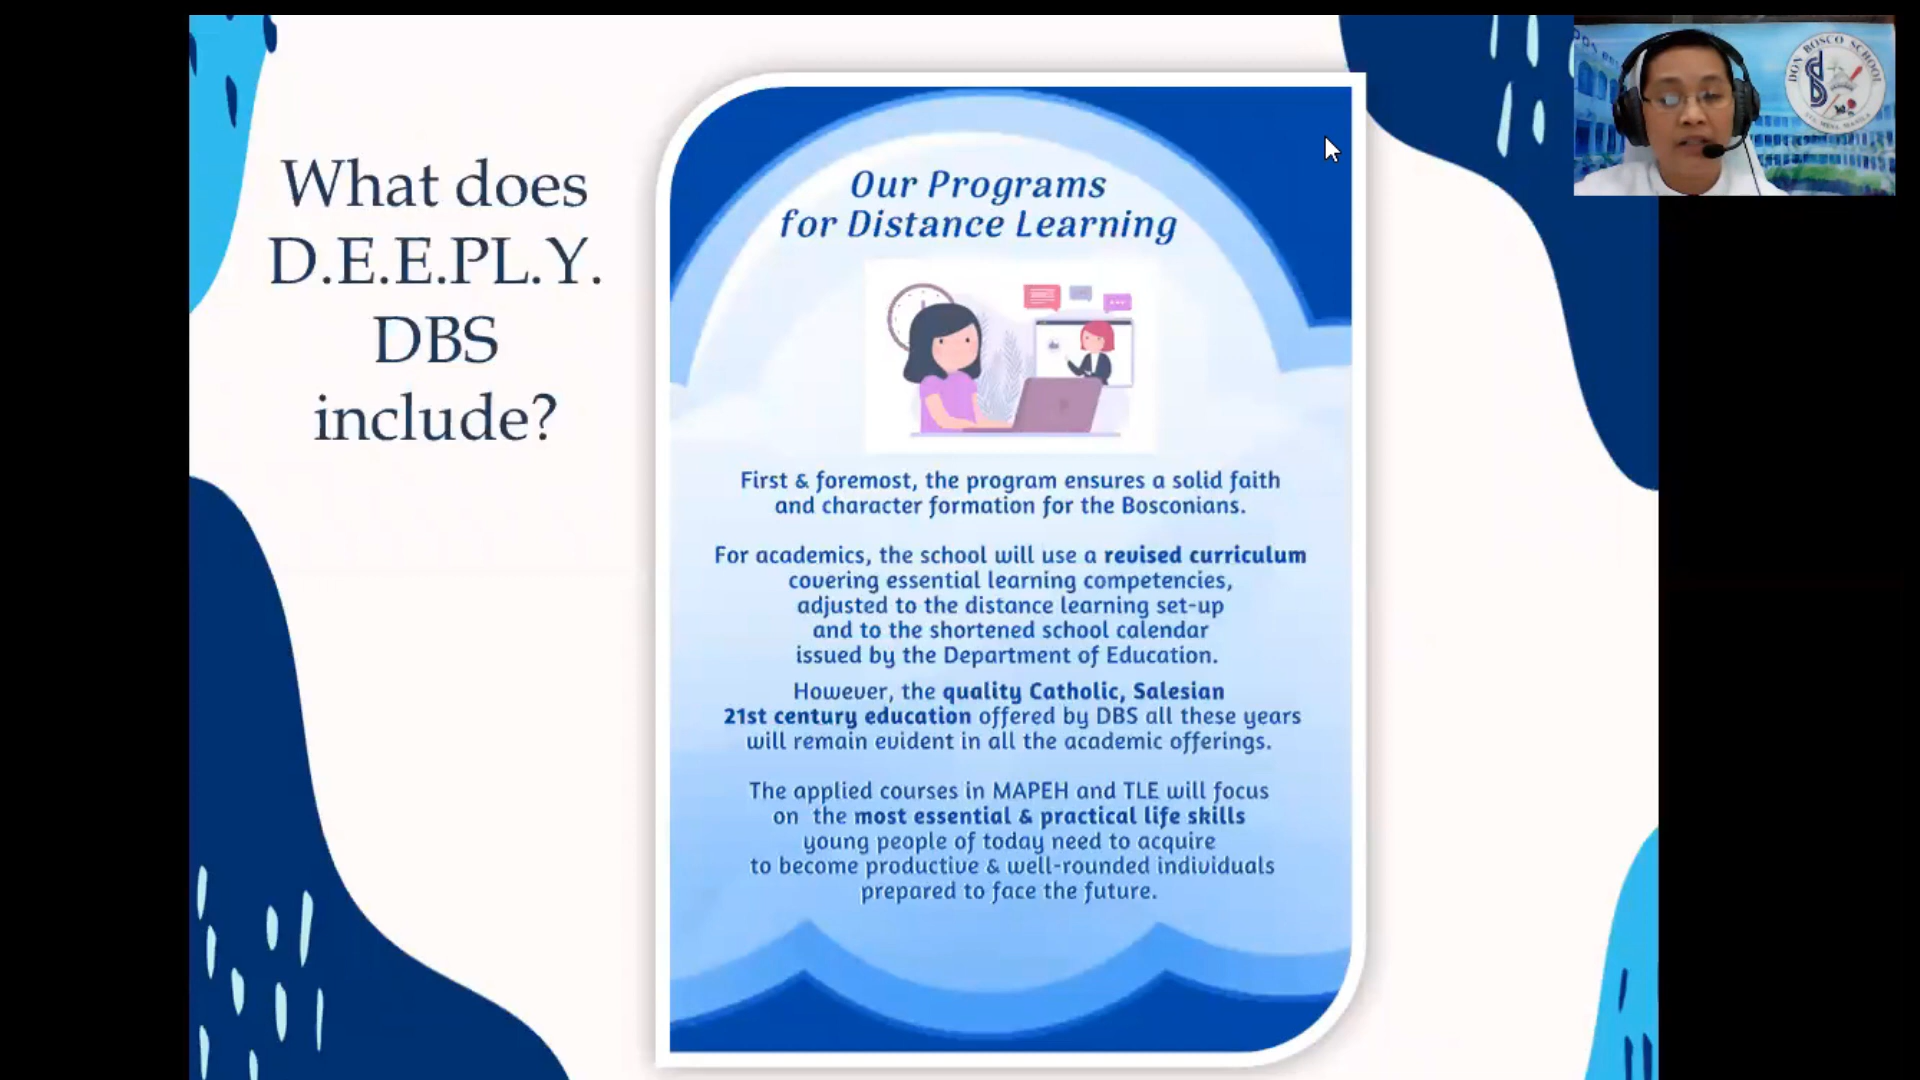 What does
D.E.E.PL.Y.
DBS
include?
Our Programs
for Distance Learning
First & foremost, the program ensures a solid faith
and character formation for the Bosconians.
For academics, the school will use a revised curriculum
covering essential learning competencies,
adjusted to the distance learning set-up
and to the shortened school calendar
issued by the Department of Education.
However, the quality Catholic, Salesian
21st century education offered by DBS all these years
will remain evident in all the academic offerings.
The applied courses in MAPEH and TLE will focus
on the most essential & practical life skills
young people of today need to acquire
to become productive & well-rounded individuals
prepared to face the future.
DON BOSCO SCHOOL